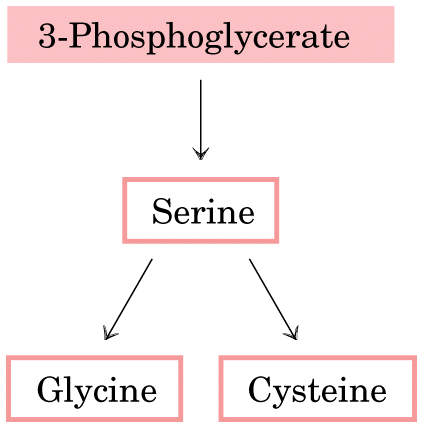 3-Phosphoglycerate
Serine
Glycine
Cysteine